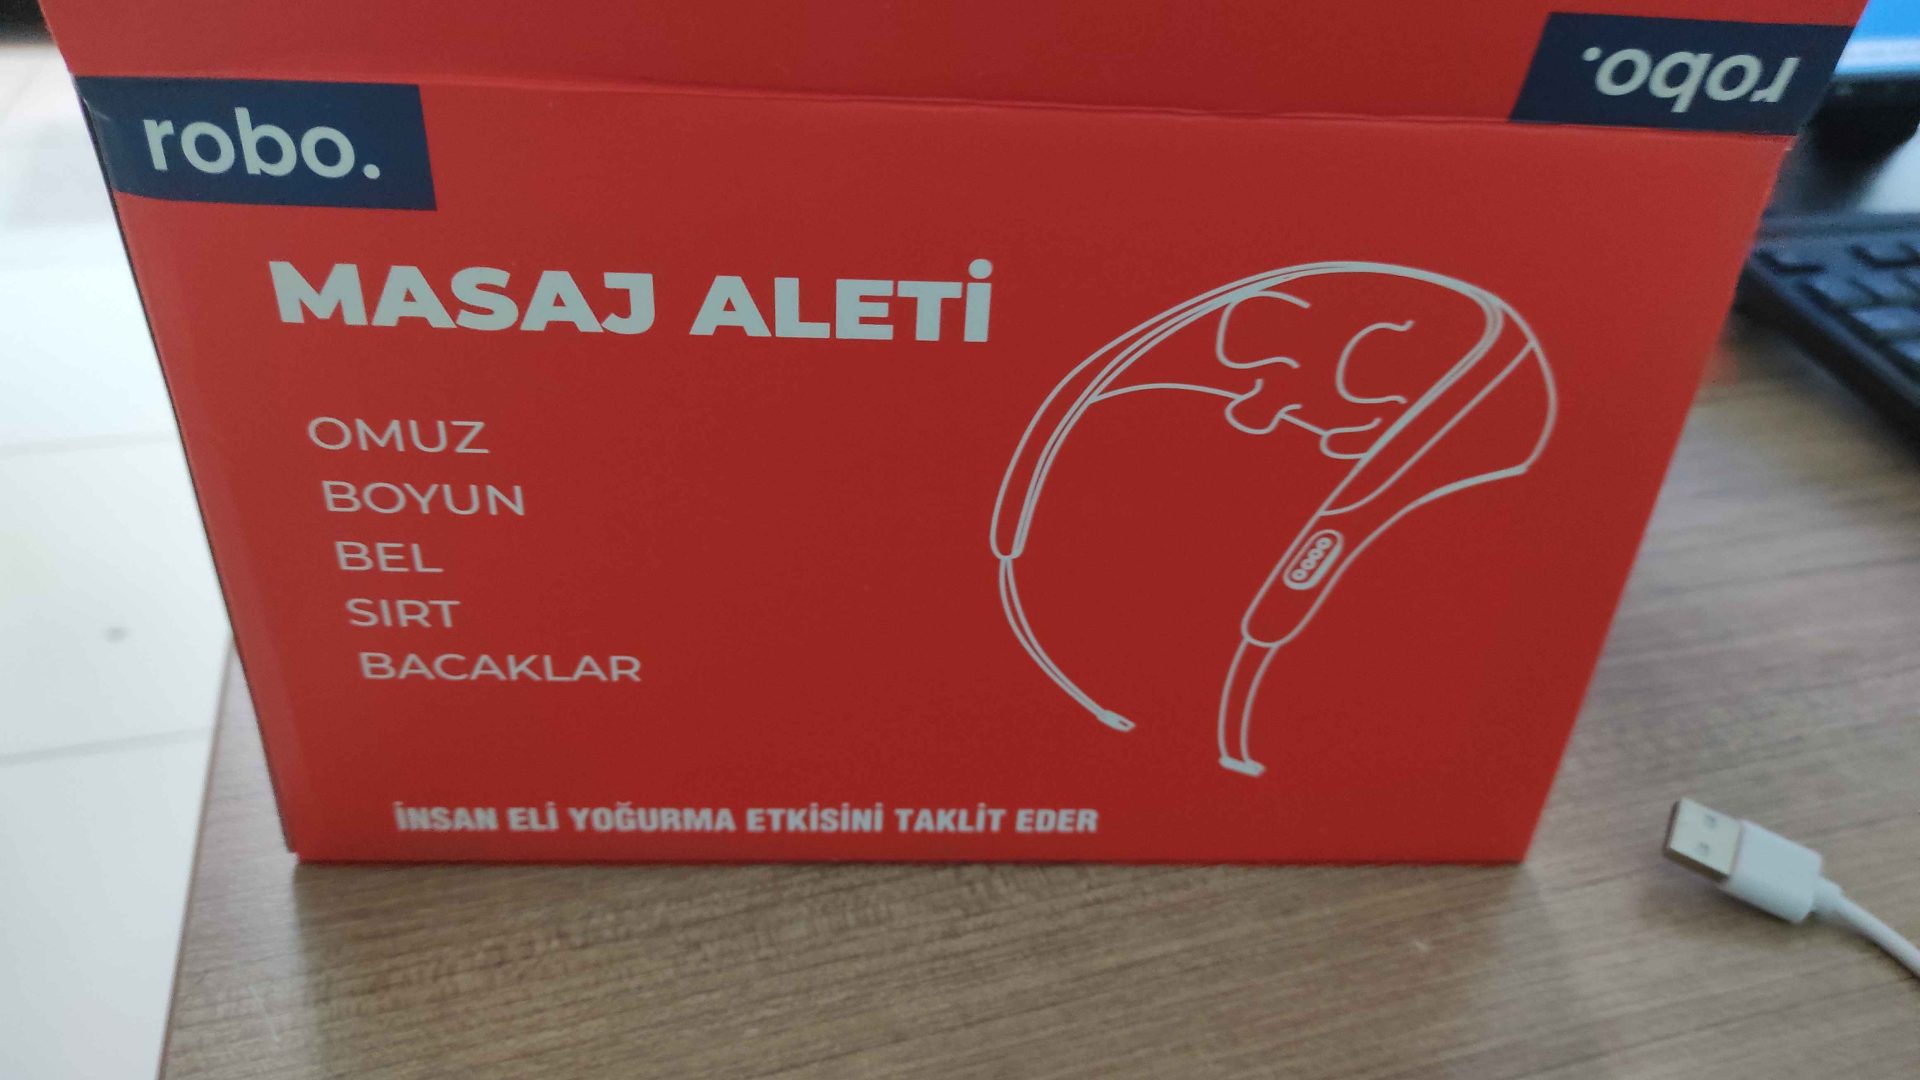 robo.
robo.
MASAJ ALETİ
OMUZ
BOYUN
BEL
SIRT
BACAKLAR
İNSAN ELİ YOĞURMA ETKİSİNİ TAKLİT EDER